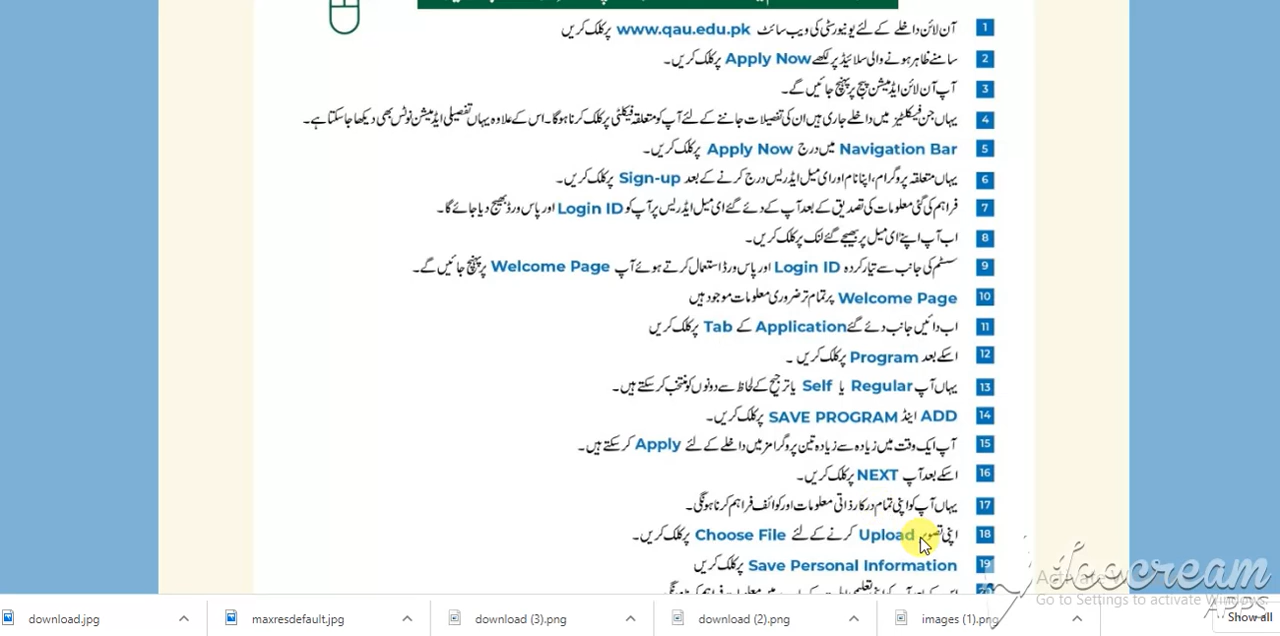 1 آن لائن داخلے کے لئے یونیورسٹی کی ویب سائٹ www.qau.edu.pk پر کلک کریں
2 سامنے ظاہر ہونے والی سلائیڈ پر لکھے Apply Now پر کلک کریں۔
3 آپ آن لائن ایڈمیشن پیج پر پہنچ جائیں گے۔
4 یہاں جن فیکلٹیز میں داخلے جاری ہیں ان کی تفصیلات جاننے کے لئے آپ کو متعلقہ فیکلٹی پر کلک کرنا ہوگا۔ اس کے علاوہ یہاں تفصیلی ایڈمیشن نوٹس بھی دیکھا جاسکتا ہے۔
5 Navigation Bar میں درج Apply Now پر کلک کریں۔
6 یہاں متعلقہ پروگرام، اپنا نام اور ای میل ایڈریس درج کرنے کے بعد Sign-up پر کلک کریں۔
7 فراہم کی گئی معلومات کی تصدیق کے بعد آپ کے دئے گئے ای میل ایڈریس پر آپ کو Login ID اور پاس ورڈ بھیج دیا جائے گا۔
8 اب آپ اپنے ای میل پر بھیجے گئے لنک پر کلک کریں۔
9 سسٹم کی جانب سے تیار کردہ Login ID اور پاس ورڈ استعمال کرتے ہوئے آپ Welcome Page پر پہنچ جائیں گے۔
10 Welcome Page پر تمام تر ضروری معلومات موجود ہیں
11 اب دائیں جانب دئے گئے Application کے Tab پر کلک کریں
12 اسکے بعد Program پر کلک کریں ۔
13 یہاں آپ Regular یا Self یا ترجیح کے لحاظ سے دونوں کو منتخب کر سکتے ہیں۔
14 ADD اینڈ SAVE PROGRAM پر کلک کریں۔
15 آپ ایک وقت میں زیادہ سے زیادہ تین پروگرامز میں داخلے کے لئے Apply کر سکتے ہیں۔
16 اسکے بعد آپ NEXT پر کلک کریں۔
17 یہاں آپ کو اپنی تمام درکار ذاتی معلومات اور کوائف فراہم کرنا ہونگی۔
18 اپنی تصویر Upload کرنے کے لئے Choose File پر کلک کریں۔
19 Save Personal Information پر کلک کریں
Icecream
APPS
Go to Settings to activate Windows.
download.jpg
maxresdefault.jpg
download (3).png
download (2).png
images (1).png
Show all